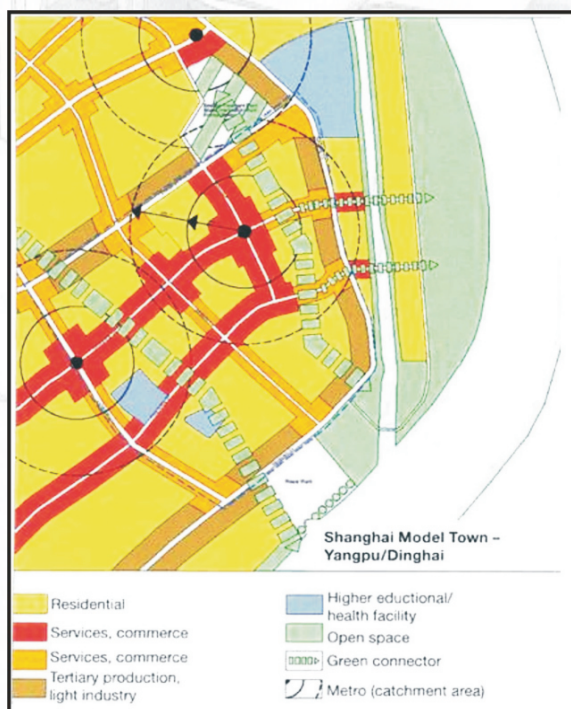 Shanghai Model Town –
Yangpu/Dinghai
Residential
Services, commerce
Services, commerce
Tertiary production,
light industry
Higher eductional/
health facility
Open space
Green connector
Metro (catchment area)